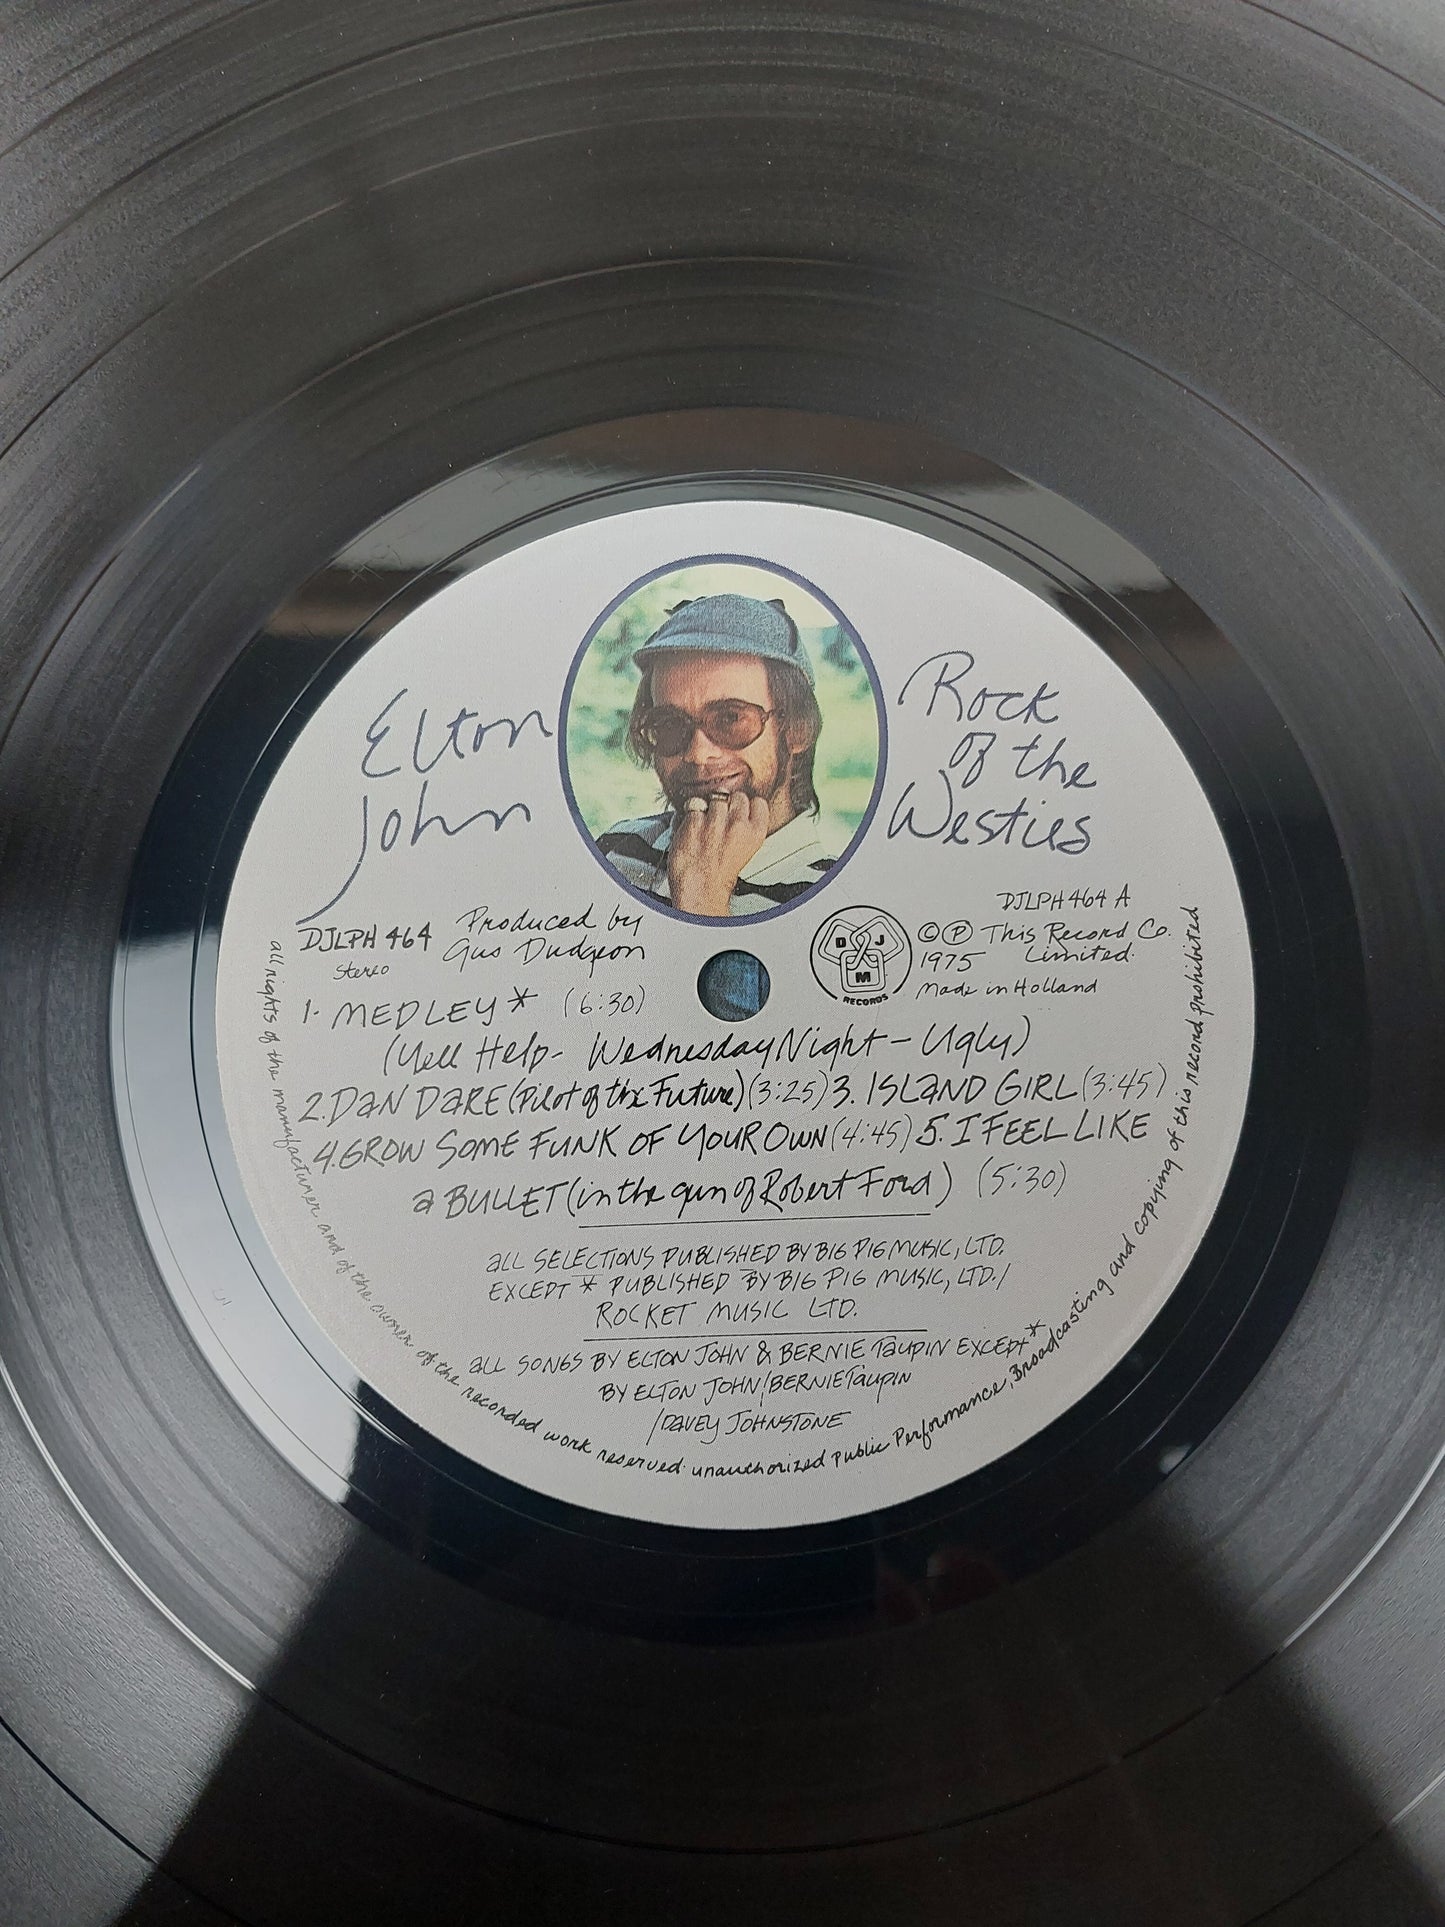 Elton
John
Rock
of the
Westies
DJLPH 464
Stereo
Produced by
Gus Dudgeon
DJM
RECORDS
DJLPH 464 A
© ℗ This Record Co.
1975 Limited.
Made in Holland
1. MEDLEY* (6:30)
(Yell Help- Wednesday Night - Ugly)
2. DAN DARE (Pilot of the Future) (3:25) 3. ISLAND GIRL (3:45)
4. GROW SOME FUNK OF YOUR OWN (4:45) 5. I FEEL LIKE
a BULLET (in the gun of Robert Ford) (5:30)
aLL SELECTIONS PUBLISHED BY BIG PIG MUSIC, LTD.
EXCEPT * PUBLISHED BY BIG PIG MUSIC, LTD./
ROCKET MUSIC LTD.
aLL SONGS BY ELTON JOHN & BERNIE TAUPIN EXCEPT*
BY ELTON JOHN/BERNIE TAUPIN
/DAVEY JOHNSTONE
all rights of the manufacturer and of the owner of the recorded work reserved. unauthorized public Performance, Broadcasting and copying of this record prohibited